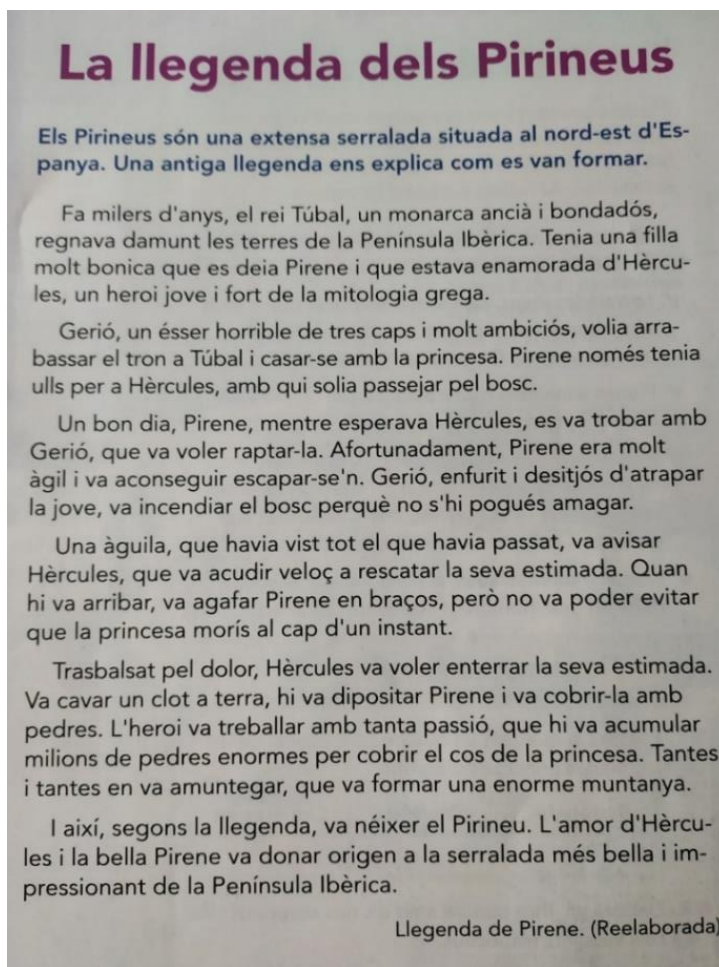 La llegenda dels Pirineus
Els Pirineus són una extensa serralada situada al nord-est d'Es-
panya. Una antiga llegenda ens explica com es van formar.
Fa milers d'anys, el rei Túbal, un monarca ancià i bondadós,
regnava damunt les terres de la Península Ibèrica. Tenia una filla
molt bonica que es deia Pirene i que estava enamorada d'Hèrcu-
les, un heroi jove i fort de la mitologia grega.
Gerió, un ésser horrible de tres caps i molt ambiciós, volia arra-
bassar el tron a Túbal i casar-se amb la princesa. Pirene només tenia
ulls per a Hèrcules, amb qui solia passejar pel bosc.
Un bon dia, Pirene, mentre esperava Hèrcules, es va trobar amb
Gerió, que va voler raptar-la. Afortunadament, Pirene era molt
àgil i va aconseguir escapar-se'n. Gerió, enfurit i desitjós d'atrapar
la jove, va incendiar el bosc perquè no s'hi pogués amagar.
Una àguila, que havia vist tot el que havia passat, va avisar
Hèrcules, que va acudir veloç a rescatar la seva estimada. Quan
hi va arribar, va agafar Pirene en braços, però no va poder evitar
que la princesa morís al cap d'un instant.
Trasbalsat pel dolor, Hèrcules va voler enterrar la seva estimada.
Va cavar un clot a terra, hi va dipositar Pirene i va cobrir-la amb
pedres. L'heroi va treballar amb tanta passió, que hi va acumular
milions de pedres enormes per cobrir el cos de la princesa. Tantes
i tantes en va amuntegar, que va formar una enorme muntanya.
I així, segons la llegenda, va néixer el Pirineu. L'amor d'Hèrcu-
les i la bella Pirene va donar origen a la serralada més bella i im-
pressionant de la Península Ibèrica.
Llegenda de Pirene. (Reelaborada)